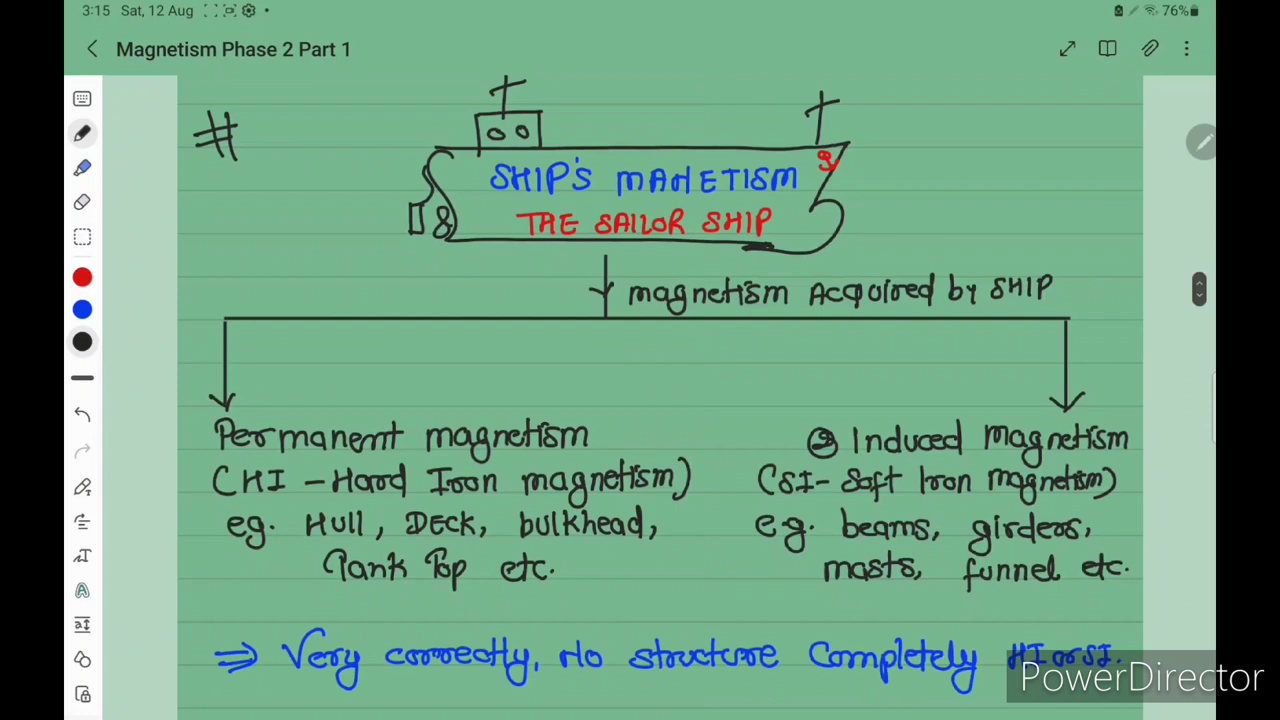 3:15 Sat, 12 Aug
76%
Magnetism Phase 2 Part 1
#
SHIP'S MANETISM
THE SAILOR SHIP
magnetism Acquired by SHIP
Permanent magnetism
② Induced Magnetism
(HI - Hard Iron magnetism)
(SI- Soft Iron magnetism)
eg. Hull, DECK, bulkhead,
e.g. beams, girders,
Tank Top etc.
masts, funnel etc.
⇒ Very correctly, No structure Completely HI or SI.
PowerDirector